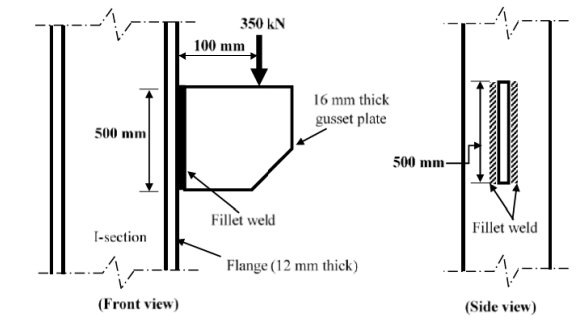 350 kN
100 mm
16 mm thick
gusset plate
500 mm
500 mm
Fillet weld
Fillet weld
I-section
Flange (12 mm thick)
(Front view)
(Side view)